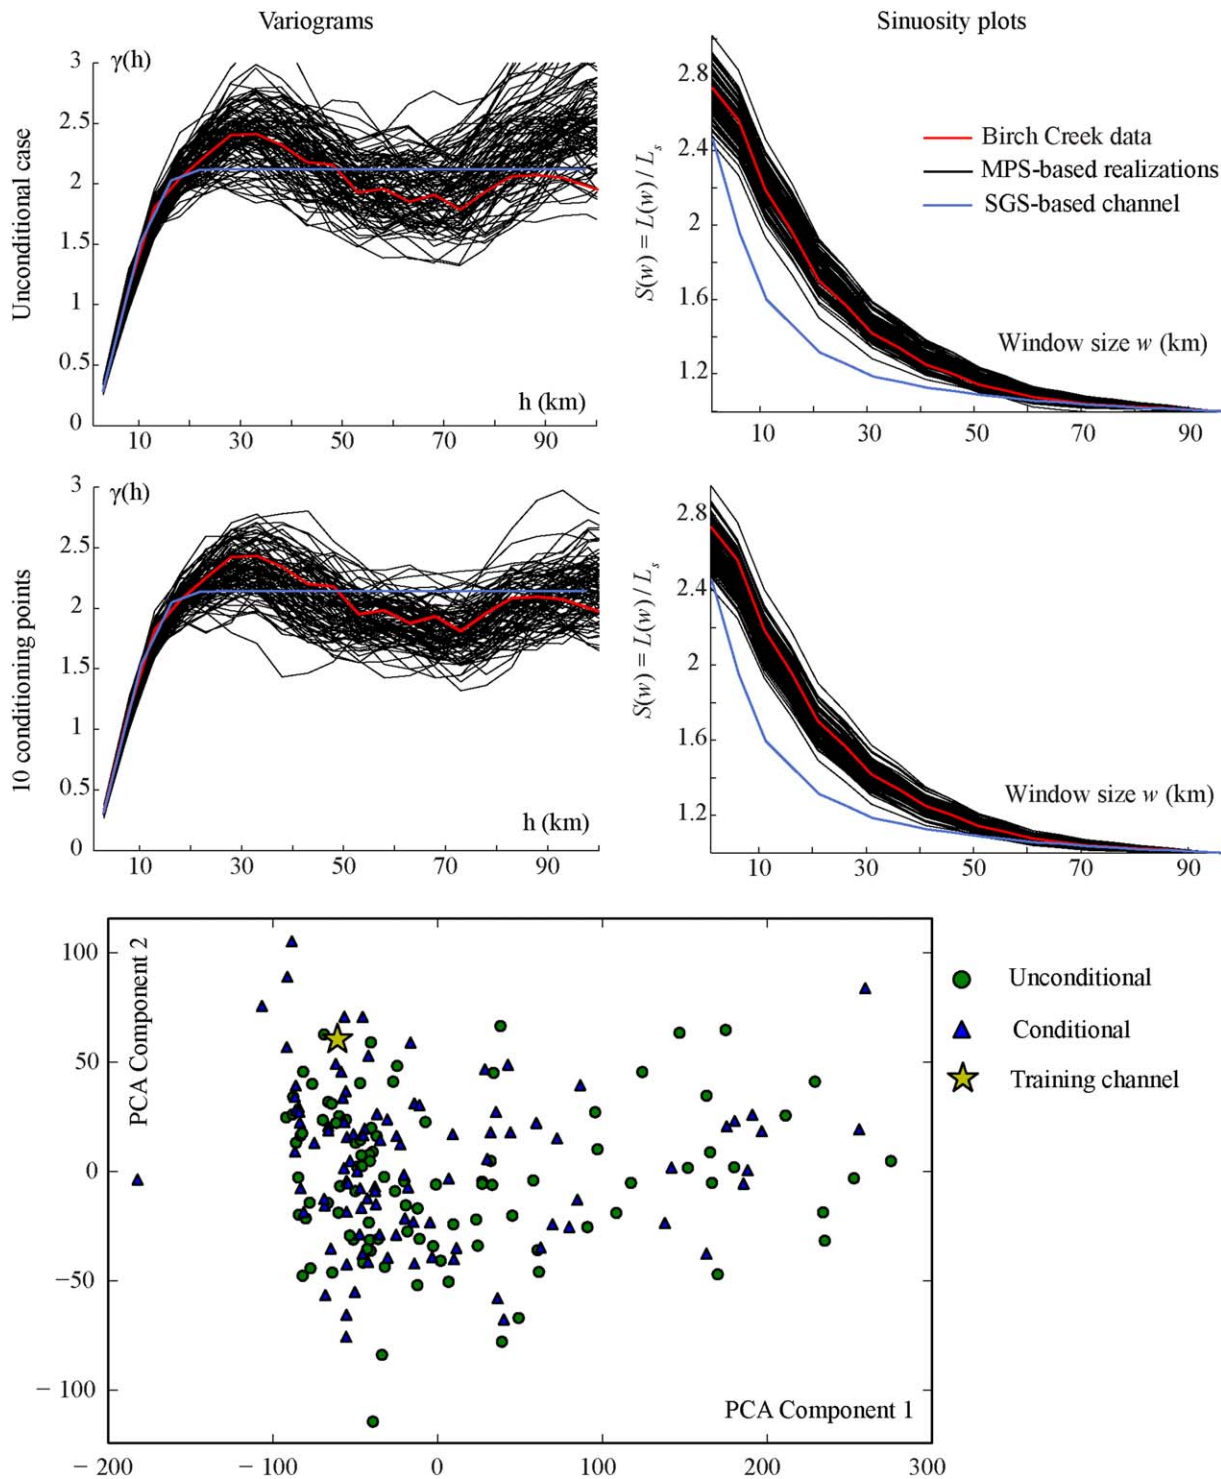 Variograms
Sinuosity plots
Unconditional case
γ(h)
3
2.5
2
1.5
1
0.5
0
10 30 50 70 90
h (km)
S(w) = L(w) / Ls
2.8
2.4
2
1.6
1.2
10 30 50 70 90
Window size w (km)
Birch Creek data
MPS-based realizations
SGS-based channel
10 conditioning points
γ(h)
3
2.5
2
1.5
1
0.5
0
10 30 50 70 90
h (km)
S(w) = L(w) / Ls
2.8
2.4
2
1.6
1.2
10 30 50 70 90
Window size w (km)
PCA Component 2
100
50
0
−50
− 100
− 200 − 100 0 100 200 300
PCA Component 1
Unconditional
Conditional
Training channel